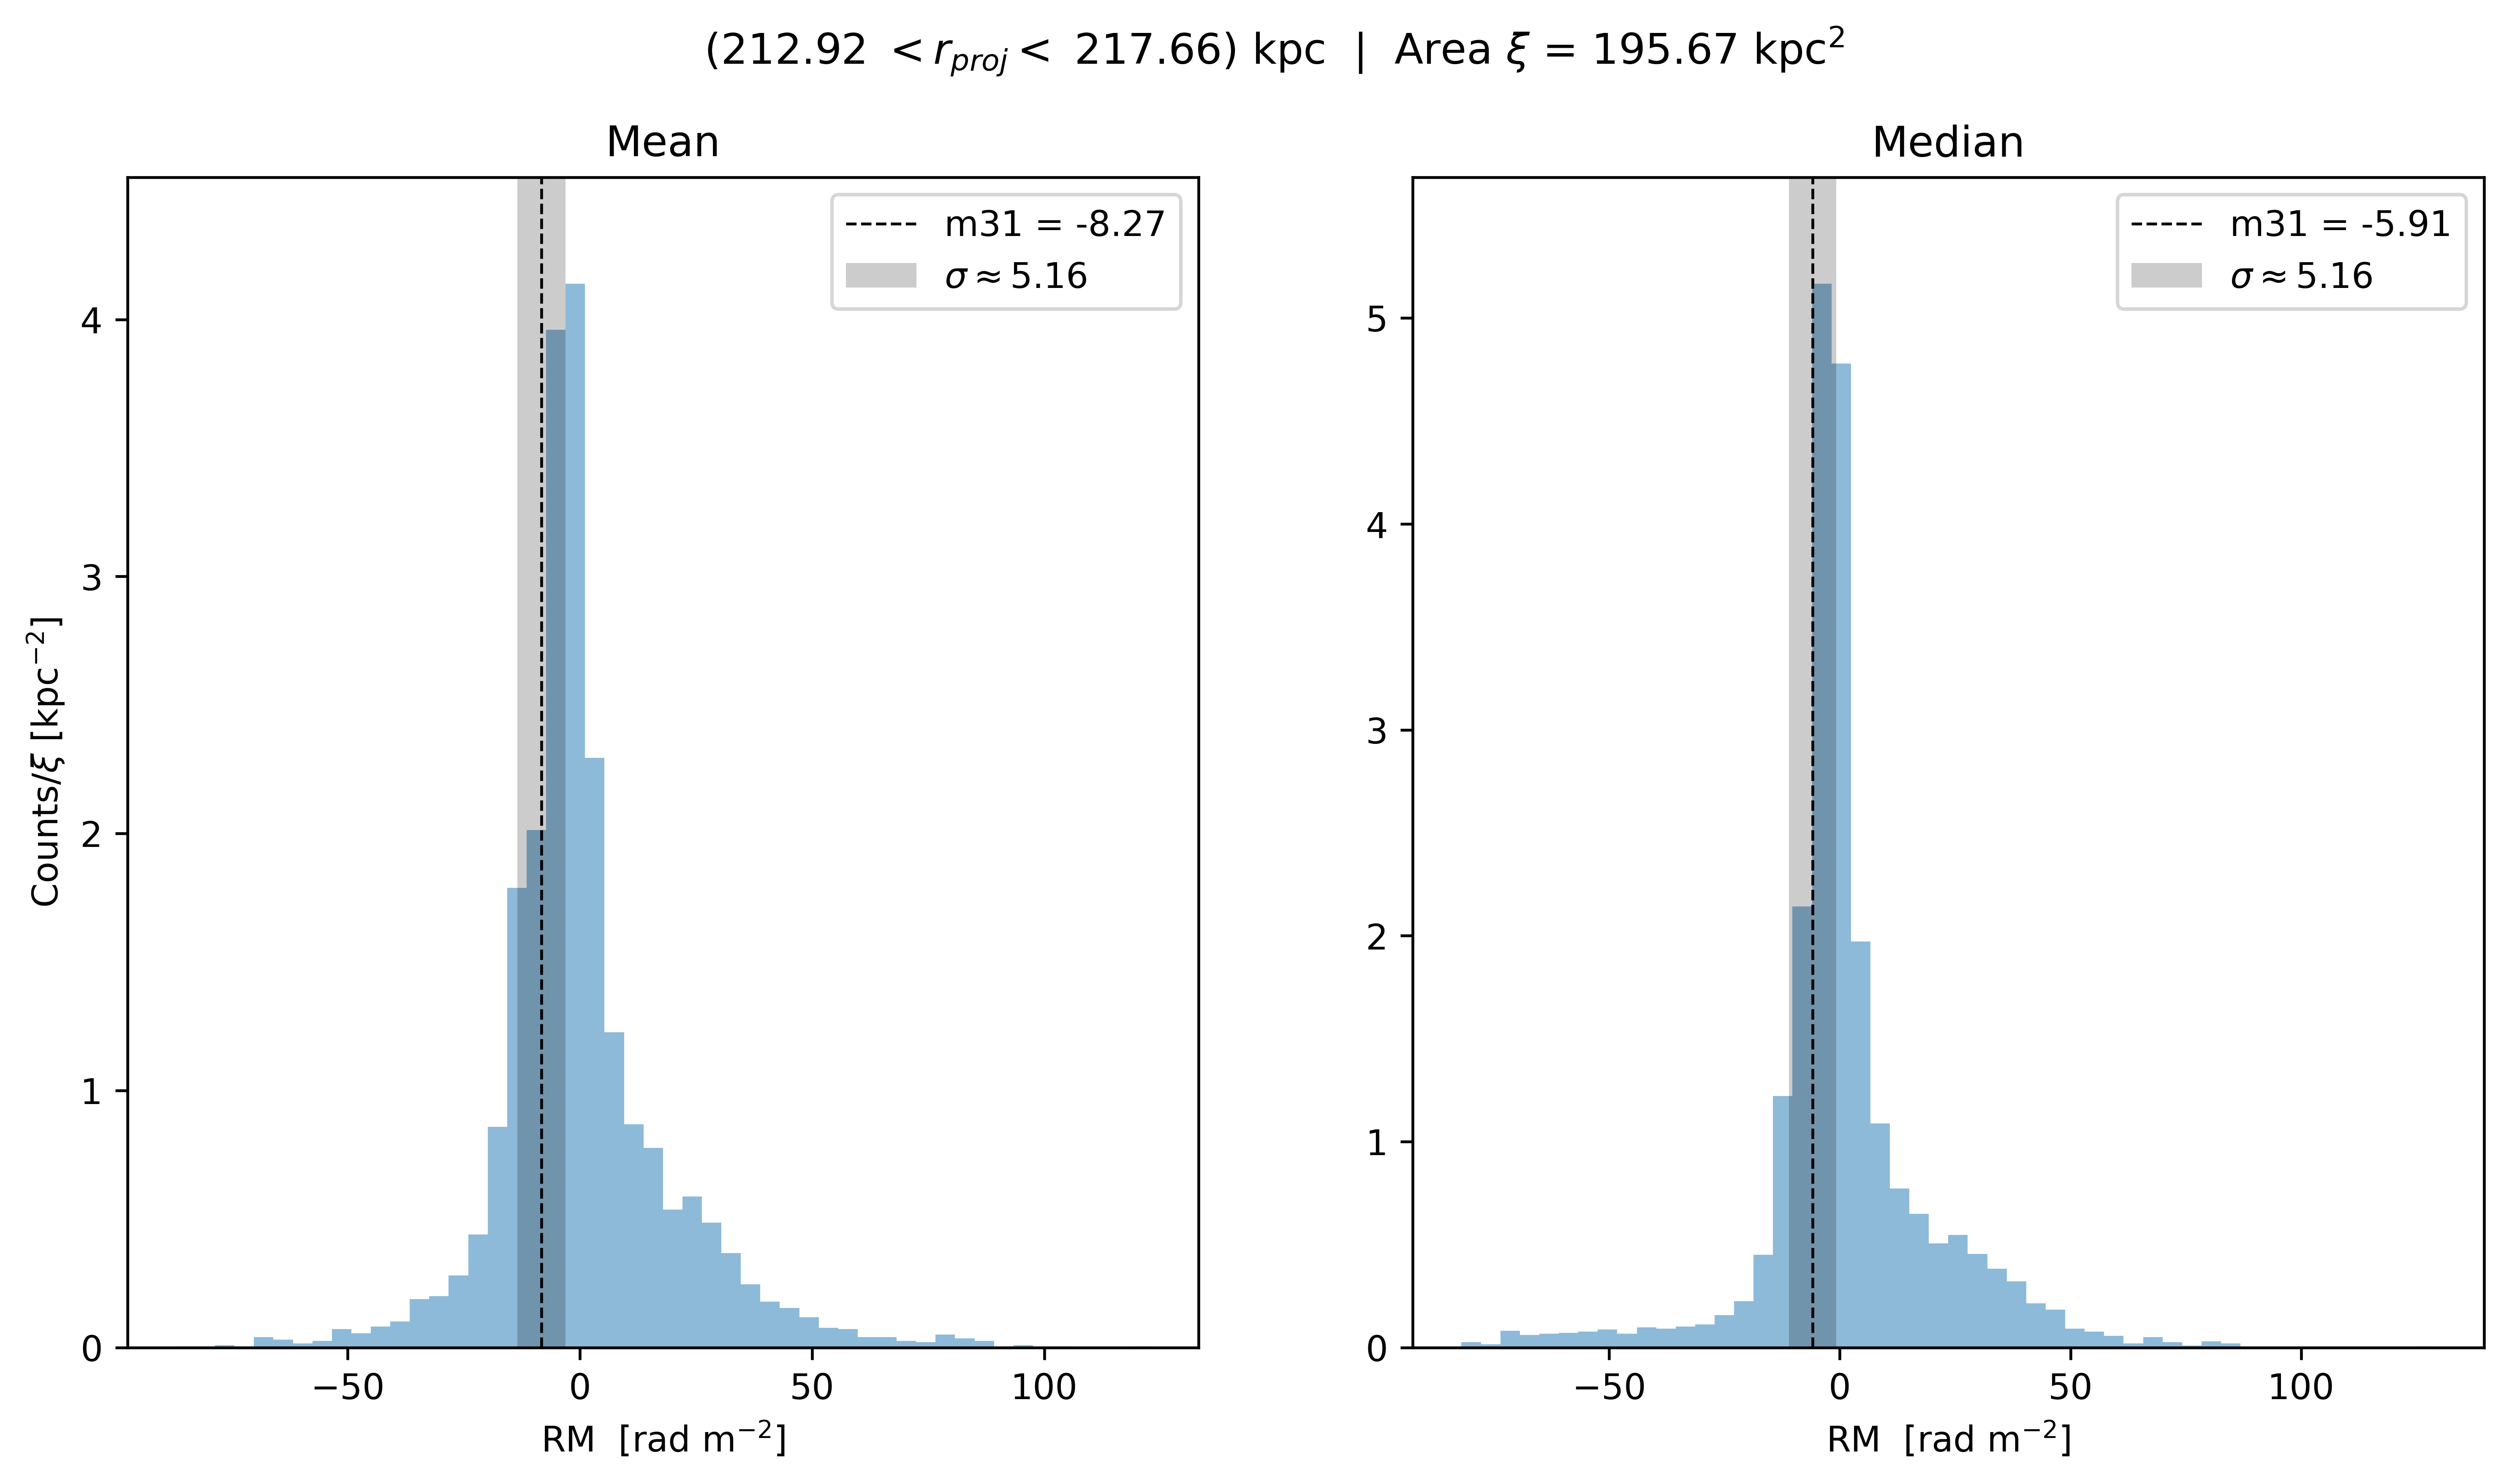 (212.92 < r_proj < 217.66) kpc | Area ξ = 195.67 kpc²
Mean
m31 = -8.27
σ ≈ 5.16
Counts/ξ [kpc⁻²]
4
3
2
1
0
−50 0 50 100
RM [rad m⁻²]
Median
m31 = -5.91
σ ≈ 5.16
5
4
3
2
1
0
−50 0 50 100
RM [rad m⁻²]